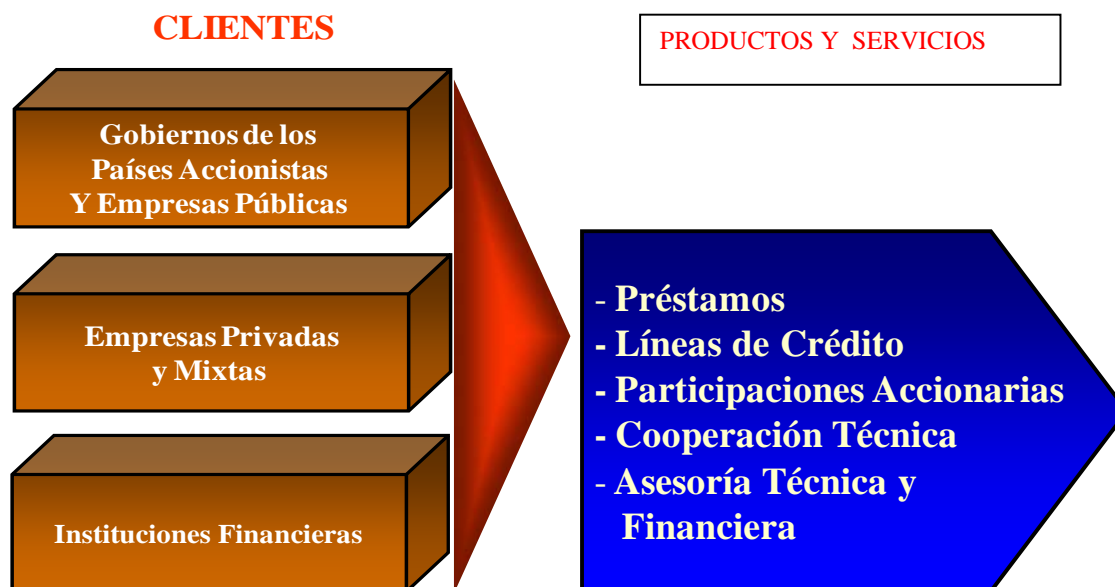 CLIENTES
Gobiernos de los
Países Accionistas
Y Empresas Públicas
Empresas Privadas
y Mixtas
Instituciones Financieras
PRODUCTOS Y SERVICIOS
- Préstamos
- Líneas de Crédito
- Participaciones Accionarias
- Cooperación Técnica
- Asesoría Técnica y
Financiera